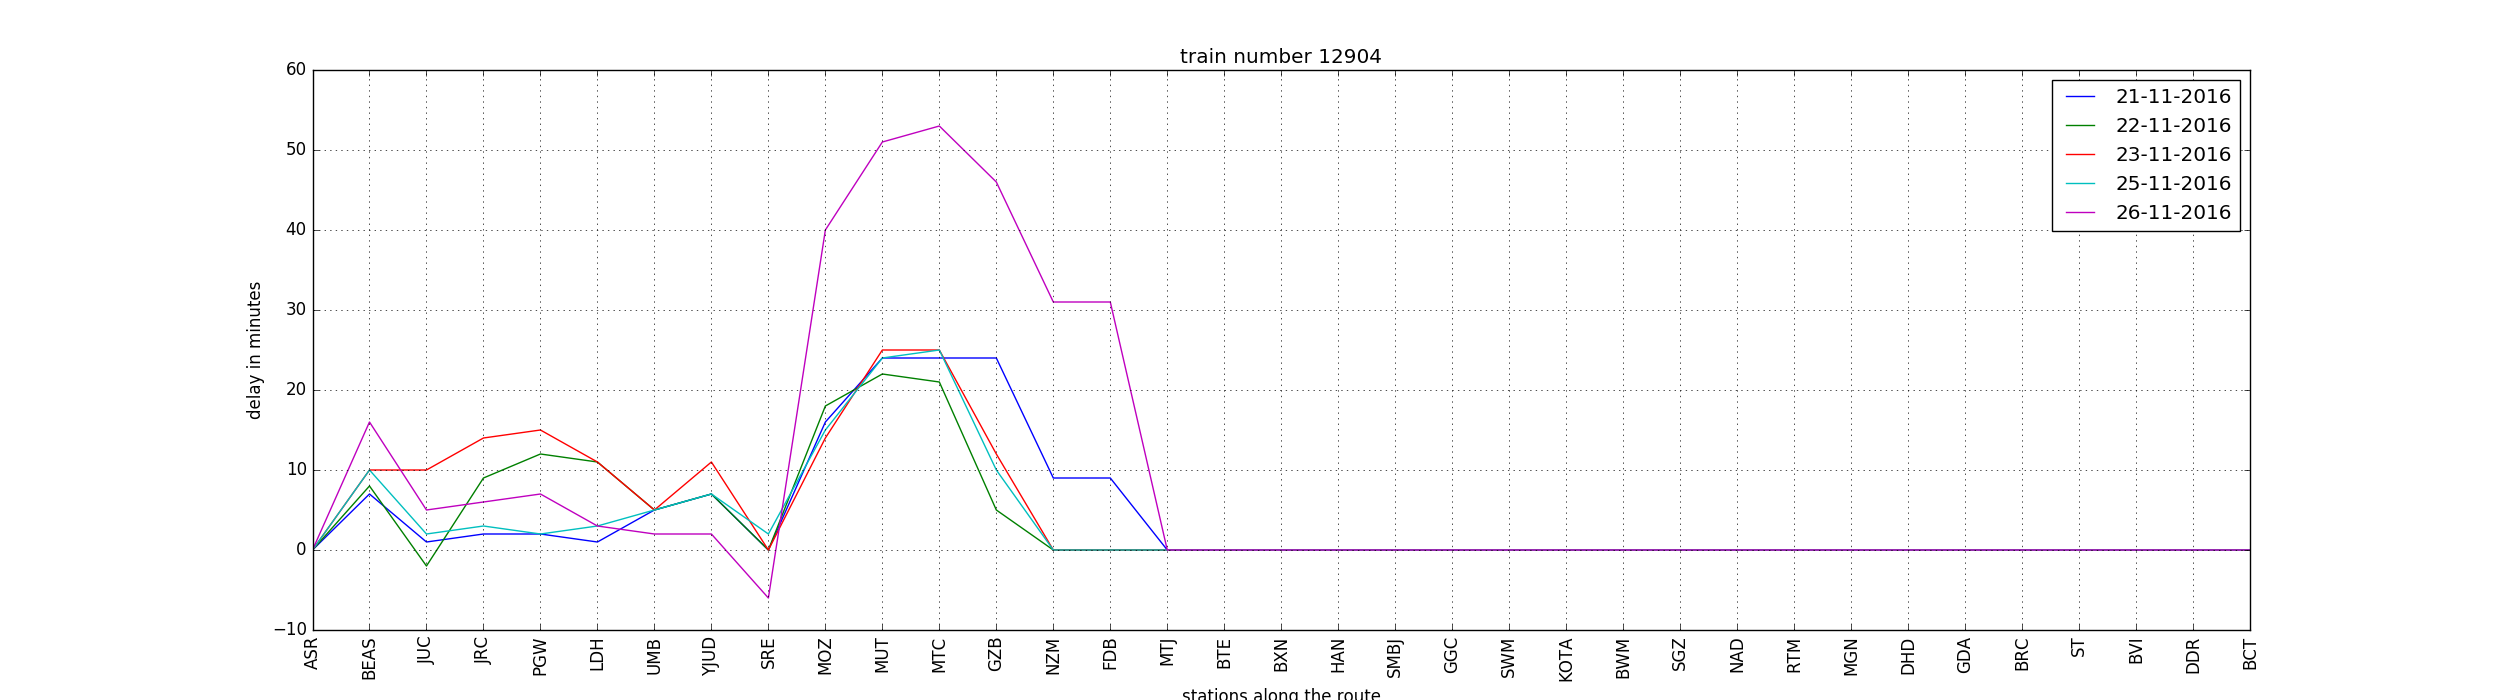 train number 12904
60
50
40
30
20
10
0
−10
delay in minutes
21-11-2016
22-11-2016
23-11-2016
25-11-2016
26-11-2016
ASR
BEAS
JUC
JRC
PGW
LDH
UMB
YJUD
SRE
MOZ
MUT
MTC
GZB
NZM
FDB
MTJ
BTE
BXN
HAN
SMBJ
GGC
SWM
KOTA
BWM
SGZ
NAD
RTM
MGN
DHD
GDA
BRC
ST
BVI
DDR
BCT
stations along the route